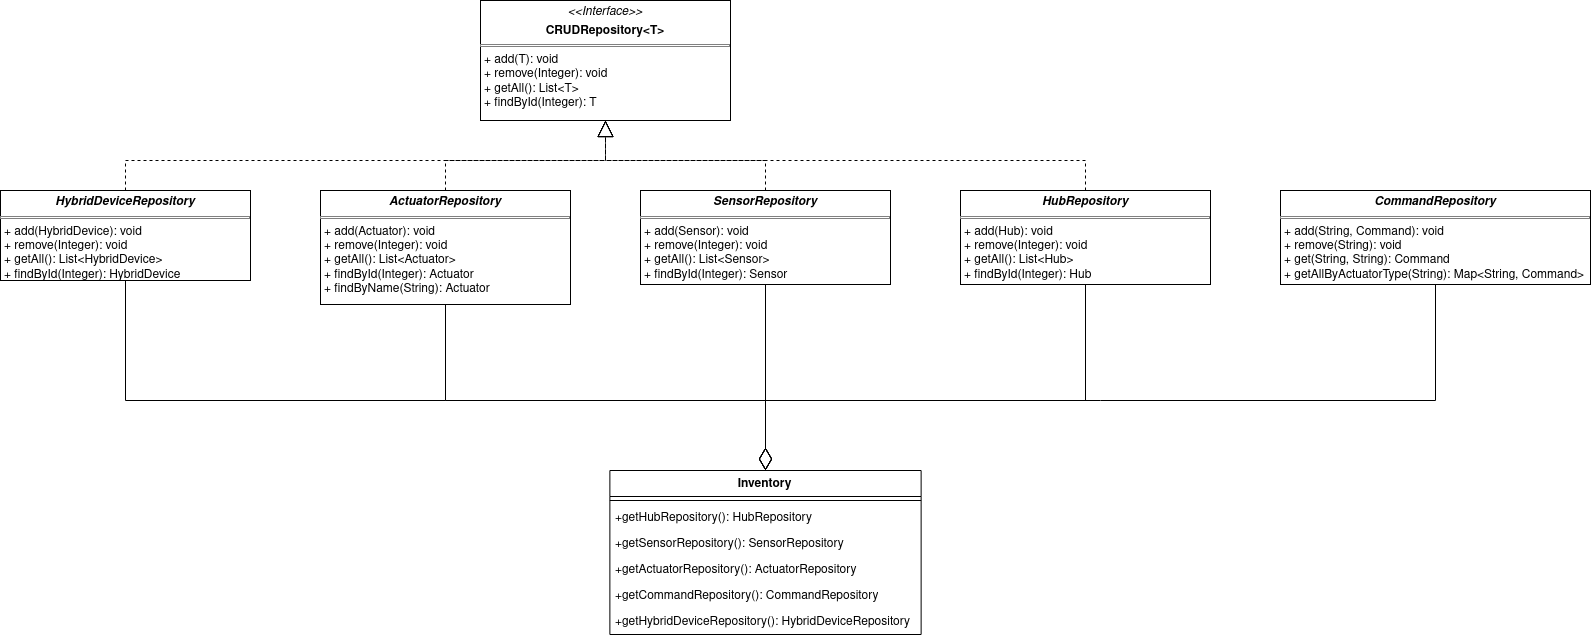 <<Interface>>
CRUDRepository<T>
+ add(T): void
+ remove(Integer): void
+ getAll(): List<T>
+ findById(Integer): T
HybridDeviceRepository
+ add(HybridDevice): void
+ remove(Integer): void
+ getAll(): List<HybridDevice>
+ findById(Integer): HybridDevice
ActuatorRepository
+ add(Actuator): void
+ remove(Integer): void
+ getAll(): List<Actuator>
+ findById(Integer): Actuator
+ findByName(String): Actuator
SensorRepository
+ add(Sensor): void
+ remove(Integer): void
+ getAll(): List<Sensor>
+ findById(Integer): Sensor
HubRepository
+ add(Hub): void
+ remove(Integer): void
+ getAll(): List<Hub>
+ findById(Integer): Hub
CommandRepository
+ add(String, Command): void
+ remove(String): void
+ get(String, String): Command
+ getAllByActuatorType(String): Map<String, Command>
Inventory
+getHubRepository(): HubRepository
+getSensorRepository(): SensorRepository
+getActuatorRepository(): ActuatorRepository
+getCommandRepository(): CommandRepository
+getHybridDeviceRepository(): HybridDeviceRepository